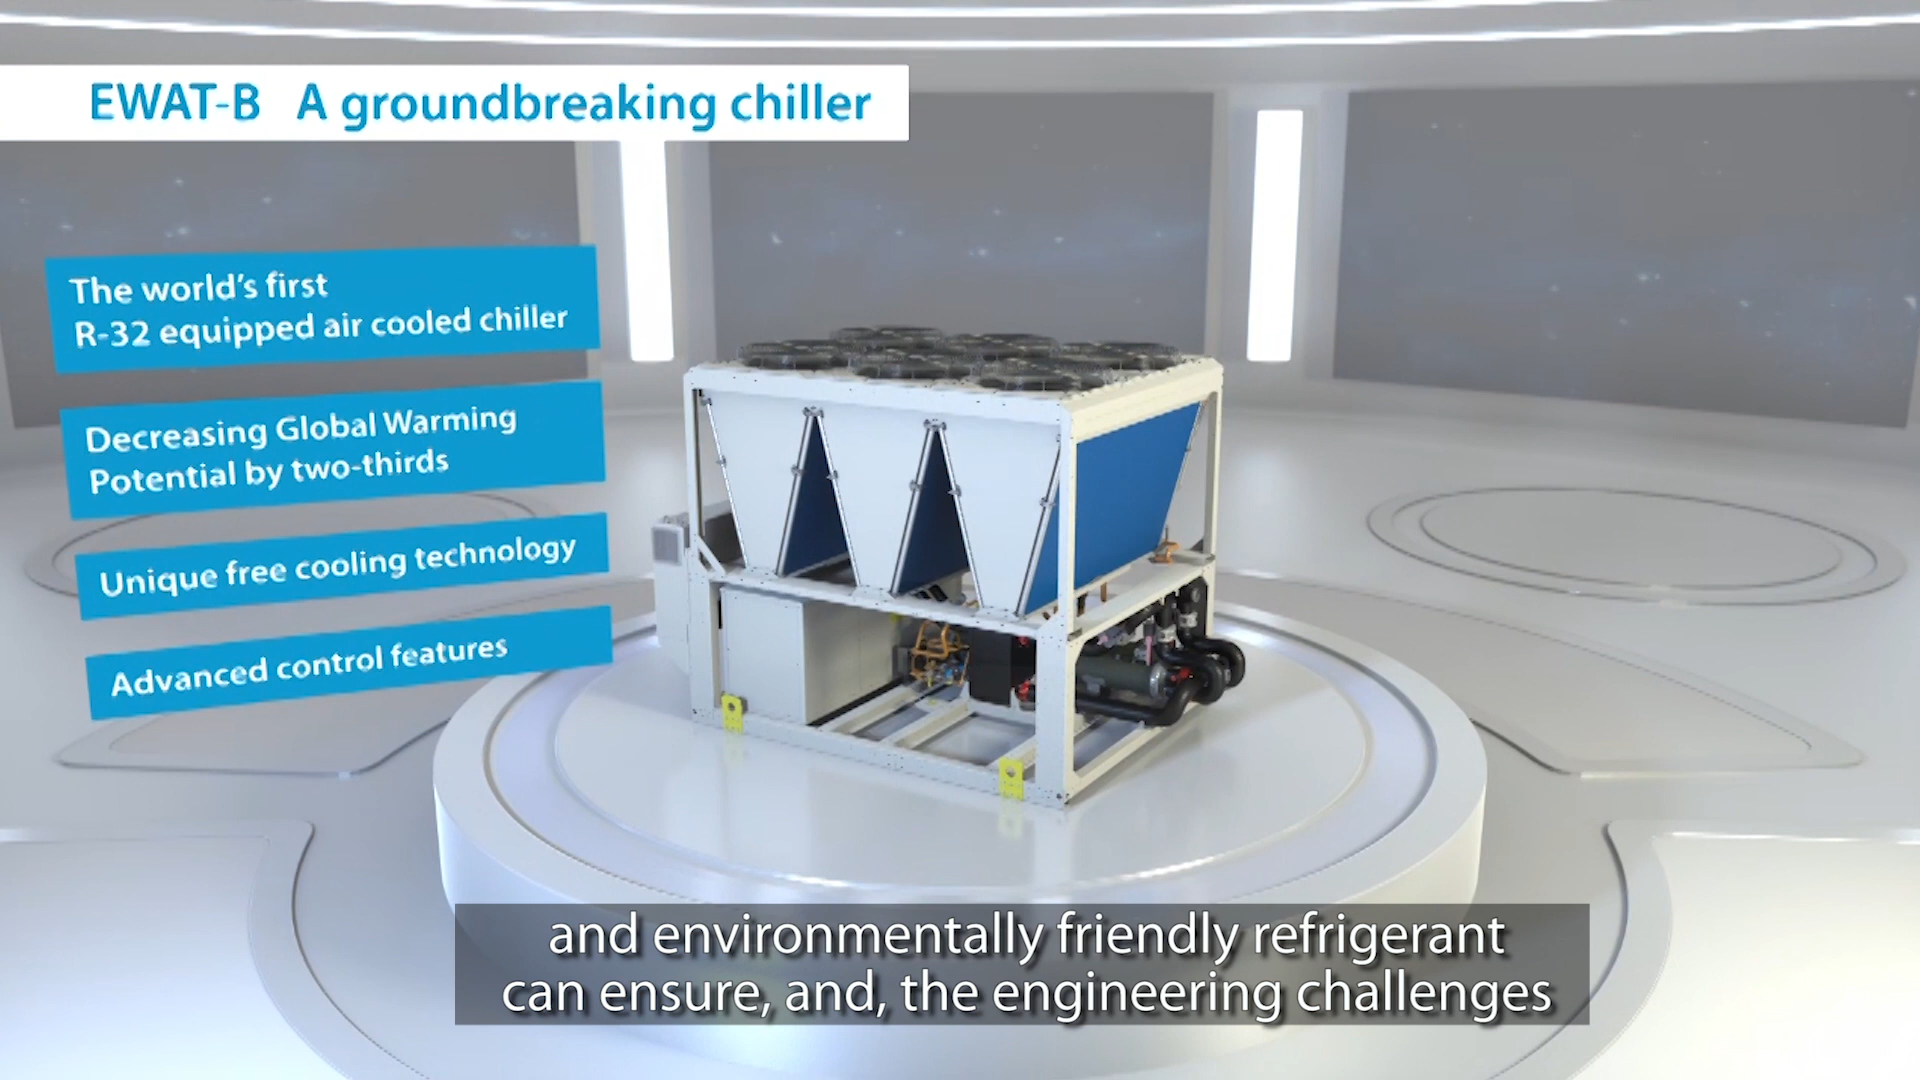 EWAT-B A groundbreaking chiller
The world's first
R-32 equipped air cooled chiller
Decreasing Global Warming
Potential by two-thirds
Unique free cooling technology
Advanced control features
and environmentally friendly refrigerant
can ensure, and, the engineering challenges